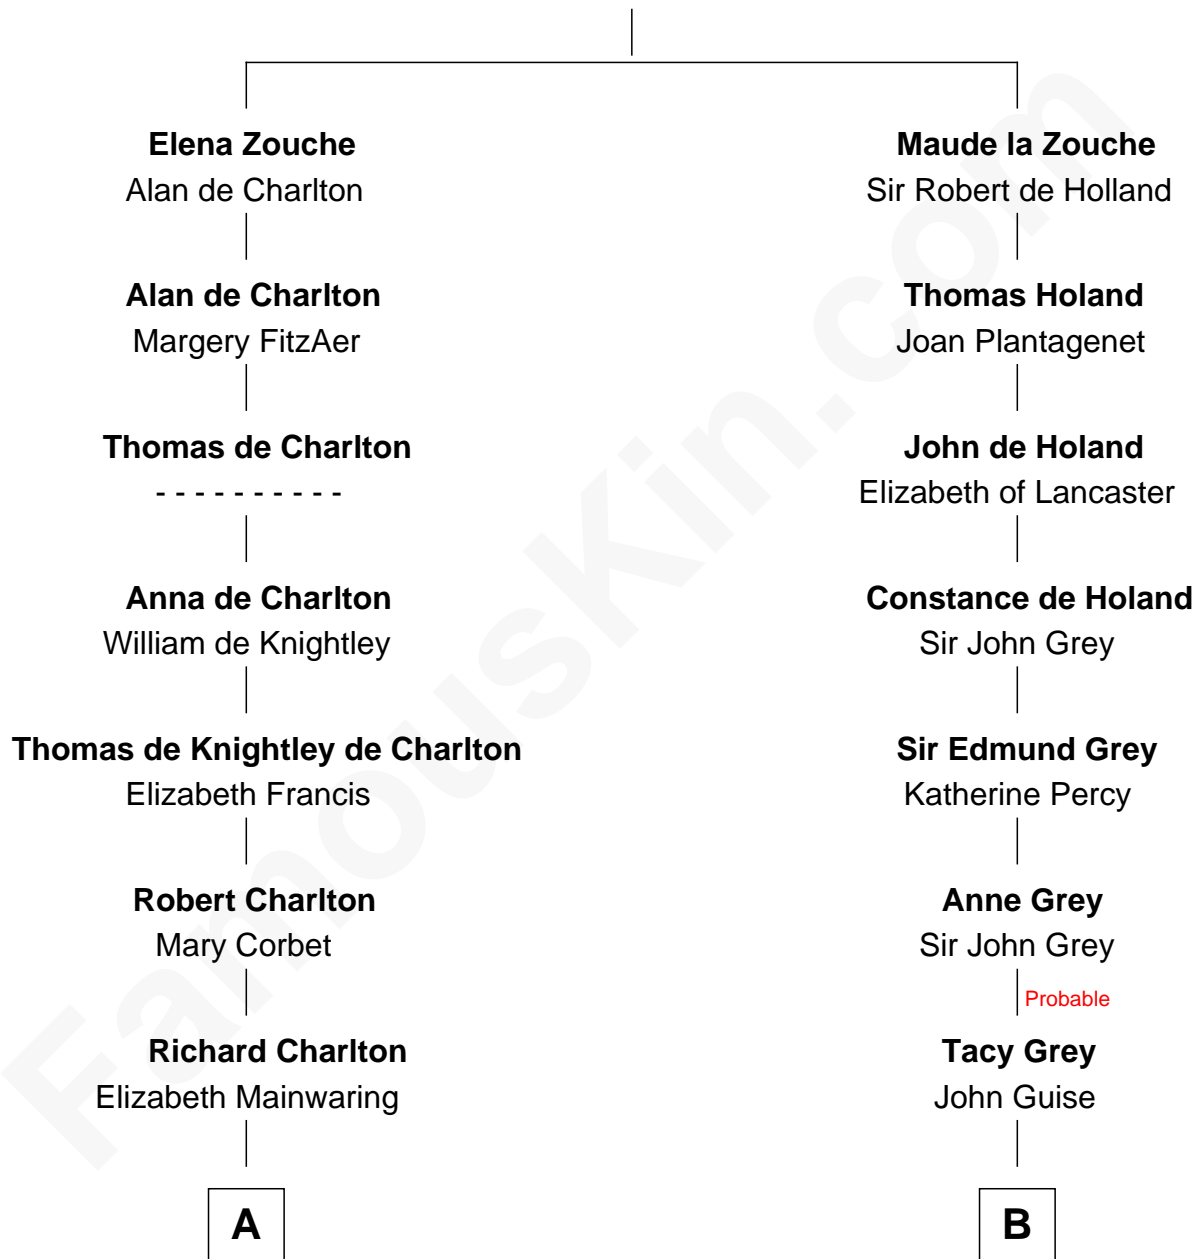 Elena Zouche
Alan de Charlton
Alan de Charlton
Margery FitzAer
Thomas de Charlton
- - - - - - - - - -
Anna de Charlton
William de Knightley
Thomas de Knightley de Charlton
Elizabeth Francis
Robert Charlton
Mary Corbet
Richard Charlton
Elizabeth Mainwaring
A
Maude la Zouche
Sir Robert de Holland
Thomas Holand
Joan Plantagenet
John de Holand
Elizabeth of Lancaster
Constance de Holand
Sir John Grey
Sir Edmund Grey
Katherine Percy
Anne Grey
Sir John Grey
Probable
Tacy Grey
John Guise
B
FamousKin.com